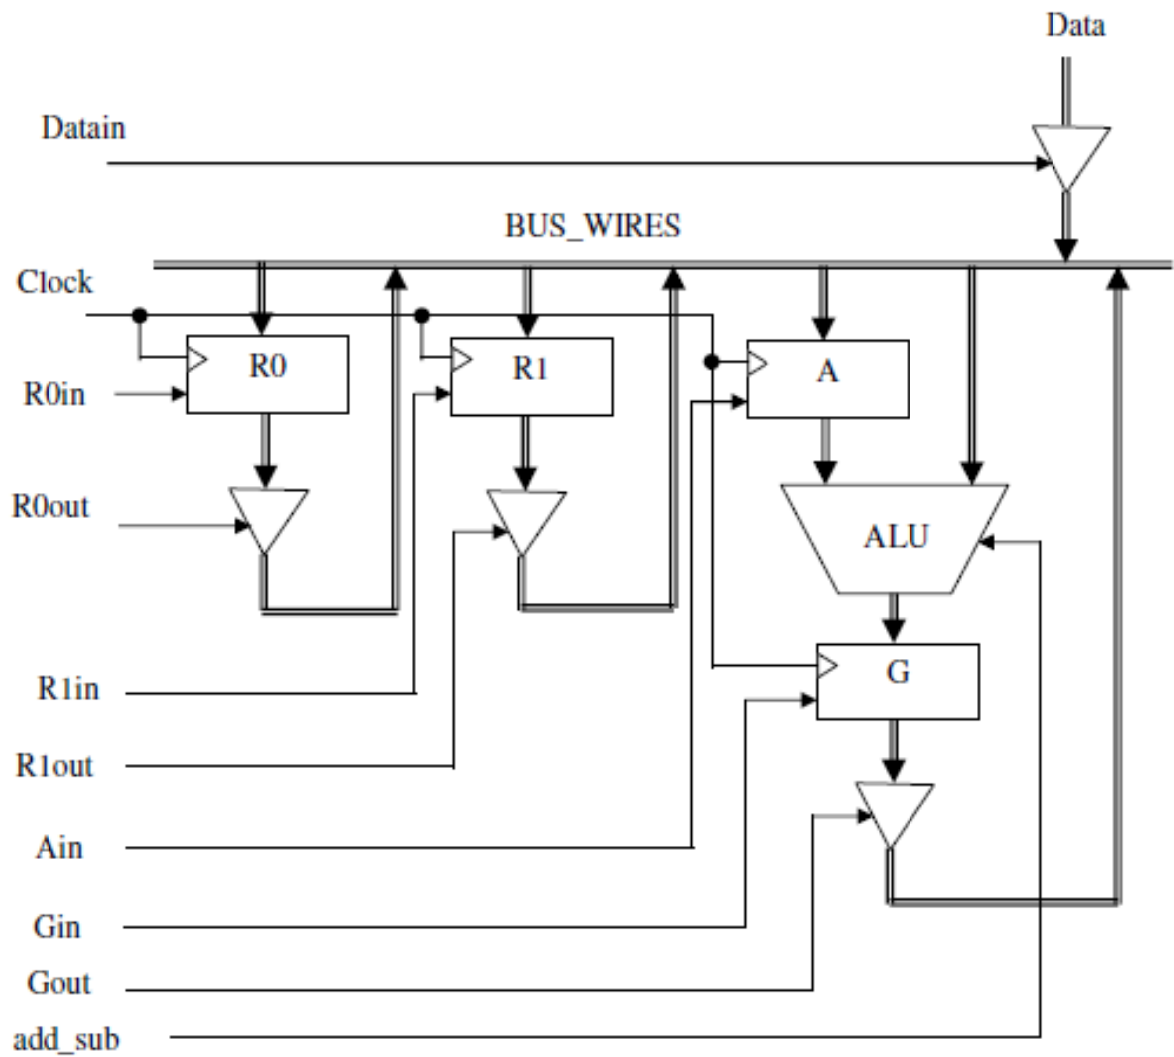 Data
Datain
BUS_WIRES
Clock
R0
R1
A
R0in
R0out
ALU
R1in
G
R1out
Ain
Gin
Gout
add_sub